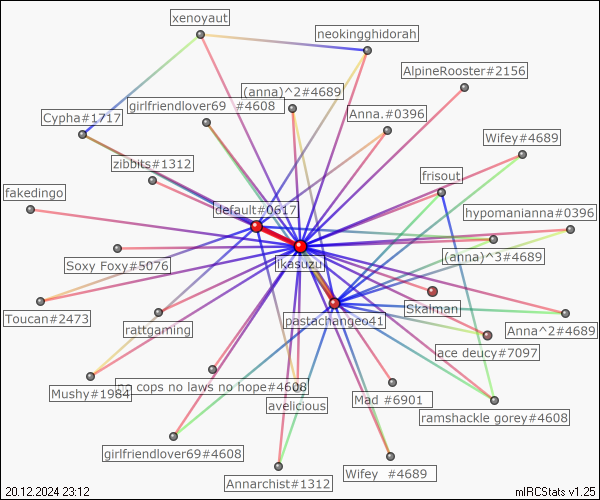 xenoyaut
neokingghidorah
AlpineRooster#2156
(anna)^2#4689
girlfriendlover69 #4608
Anna.#0396
Cypha#1717
Wifey#4689
zibbits#1312
frisout
fakedingo
default#0617
hypomanianna#0396
(anna)^3#4689
Soxy Foxy#5076
ikasuzu
Skalman
Toucan#2473
rattgaming
pastachangeo41
Anna^2#4689
ace deucy#7097
Mushy#1984
no cops no laws no hope#4608
avelicious
Mad #6901
ramshackle gorey#4608
girlfriendlover69#4608
Annarchist#1312
Wifey #4689
20.12.2024 23:12
mIRCStats v1.25